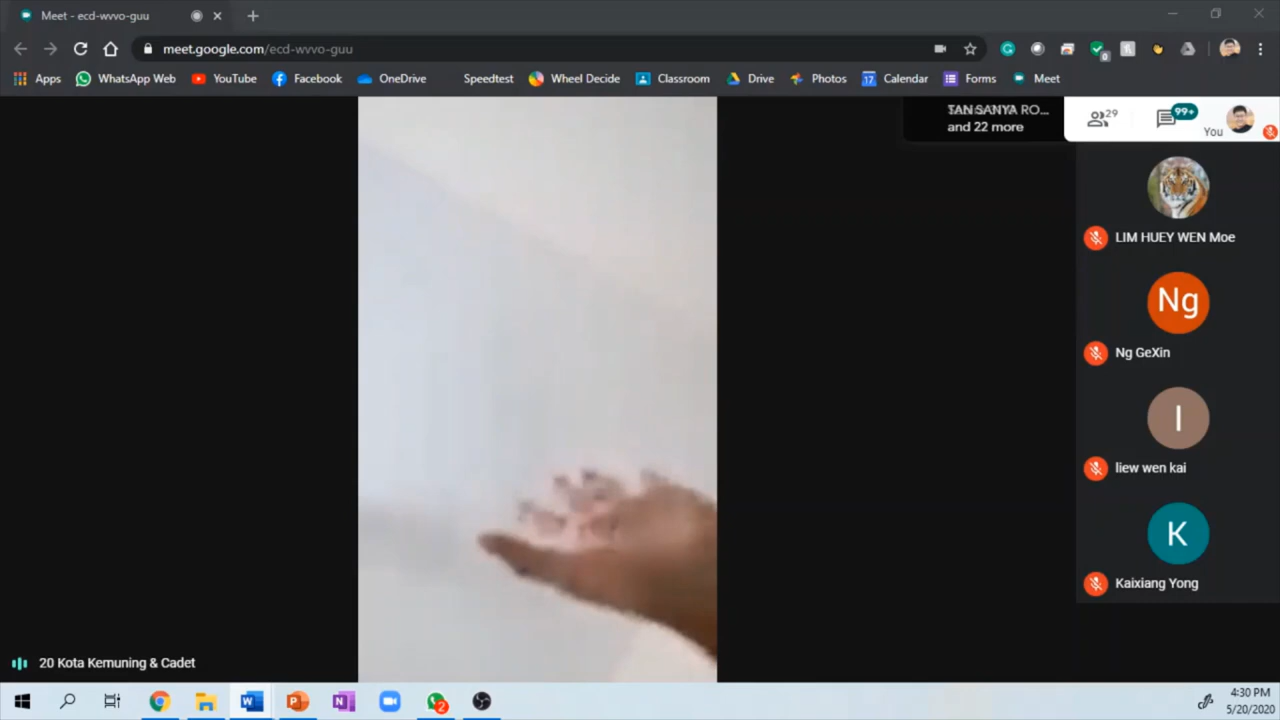 Meet - ecd-wvvo-guu
meet.google.com/ecd-wvvo-guu
Apps WhatsApp Web YouTube Facebook OneDrive Speedtest Wheel Decide Classroom Drive Photos 17 Calendar Forms Meet
TAN SANYA RO...
and 22 more
29
99+
You
LIM HUEY WEN Moe
Ng
Ng GeXin
l
liew wen kai
K
Kaixiang Yong
20 Kota Kemuning & Cadet
2
4:30 PM
5/20/2020